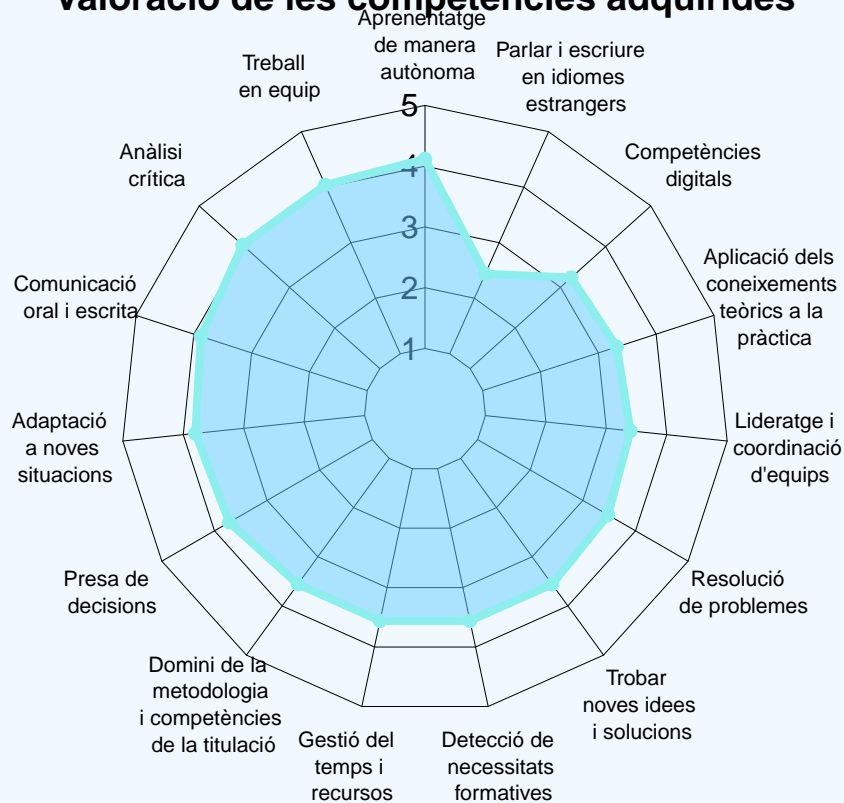 Valoració de les competències adquirides
Aprenentatge
de manera
autònoma
Parlar i escriure
en idiomes
estrangers
Competències
digitals
Aplicació dels
coneixements
teòrics a la
pràctica
Lideratge i
coordinació
d'equips
Resolució
de problemes
Trobar
noves idees
i solucions
Detecció de
necessitats
formatives
Gestió del
temps i
recursos
Domini de la
metodologia
i competències
de la titulació
Presa de
decisions
Adaptació
a noves
situacions
Comunicació
oral i escrita
Anàlisi
crítica
Treball
en equip
5
4
3
2
1